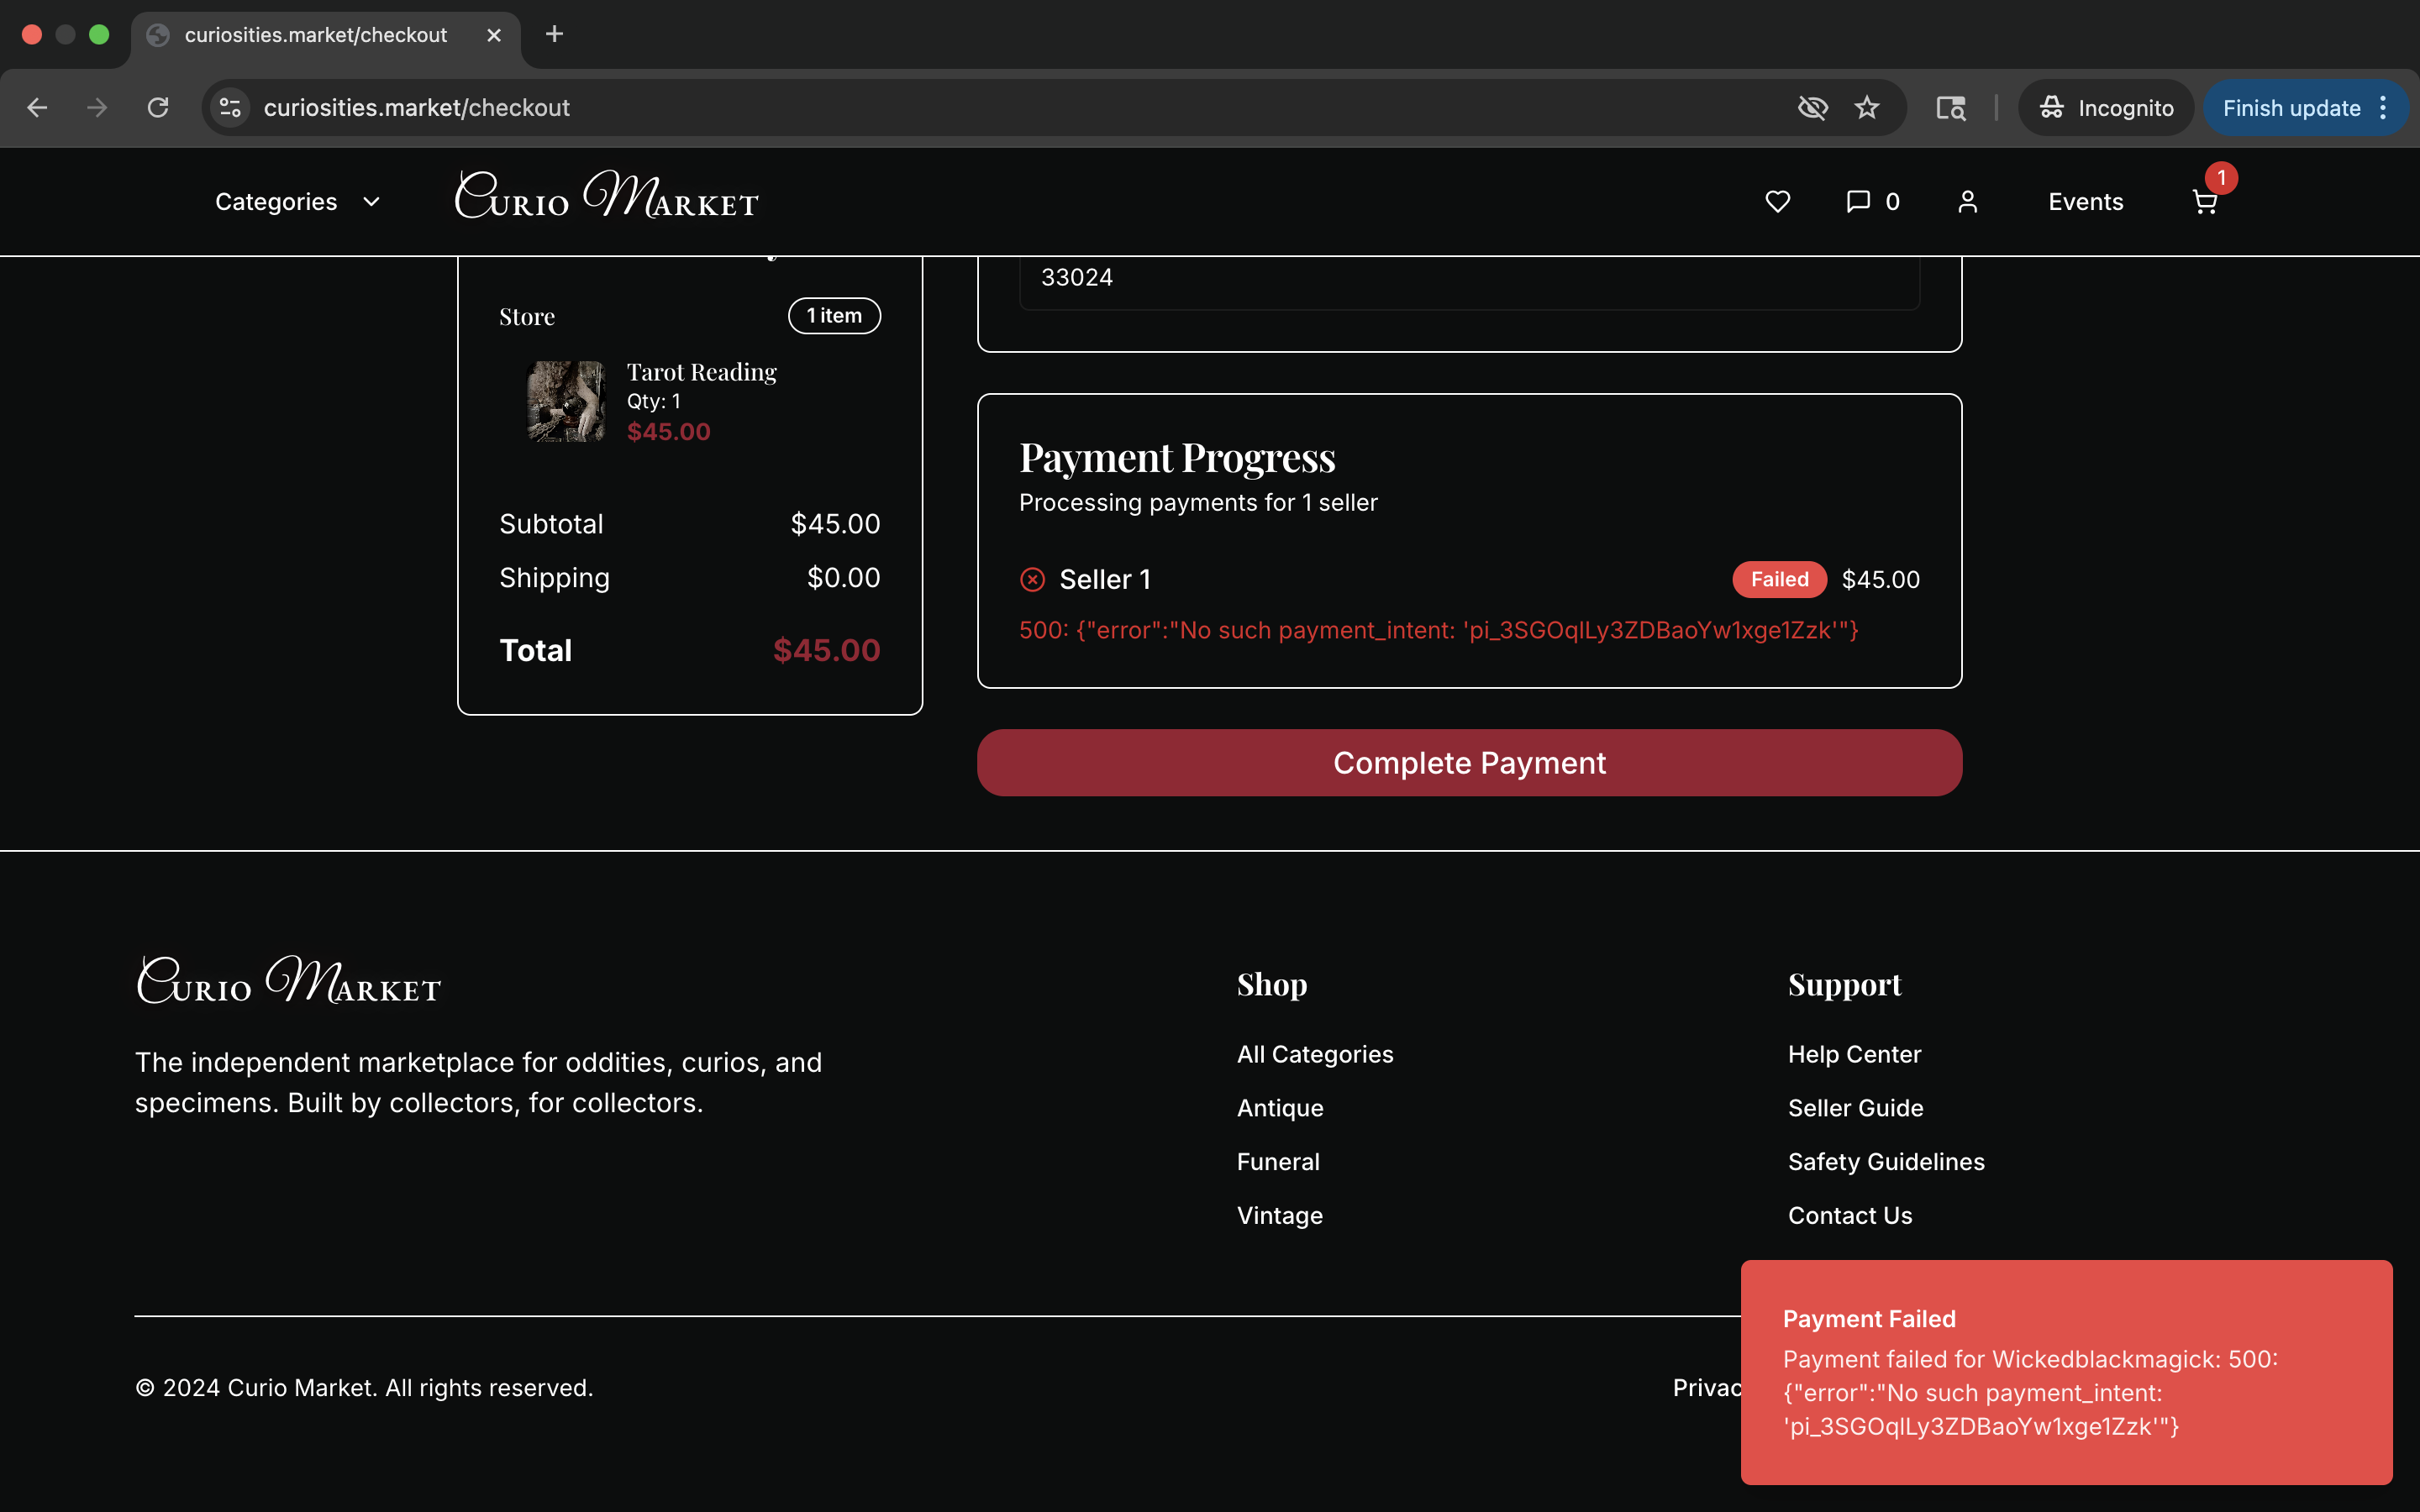 curiosities.market/checkout
curiosities.market/checkout
Incognito
Finish update
Categories
Curio Market
0
Events
1
Store
1 item
Tarot Reading
Qty: 1
$45.00
Subtotal
$45.00
Shipping
$0.00
Total
$45.00
33024
Payment Progress
Processing payments for 1 seller
Seller 1
Failed
$45.00
500: {"error":"No such payment_intent: 'pi_3SGOqlLy3ZDBaoYw1xge1Zzk'"}
Complete Payment
Curio Market
The independent marketplace for oddities, curios, and
specimens. Built by collectors, for collectors.
Shop
All Categories
Antique
Funeral
Vintage
Support
Help Center
Seller Guide
Safety Guidelines
Contact Us
© 2024 Curio Market. All rights reserved.
Privac
Payment Failed
Payment failed for Wickedblackmagick: 500:
{"error":"No such payment_intent:
'pi_3SGOqlLy3ZDBaoYw1xge1Zzk'"}